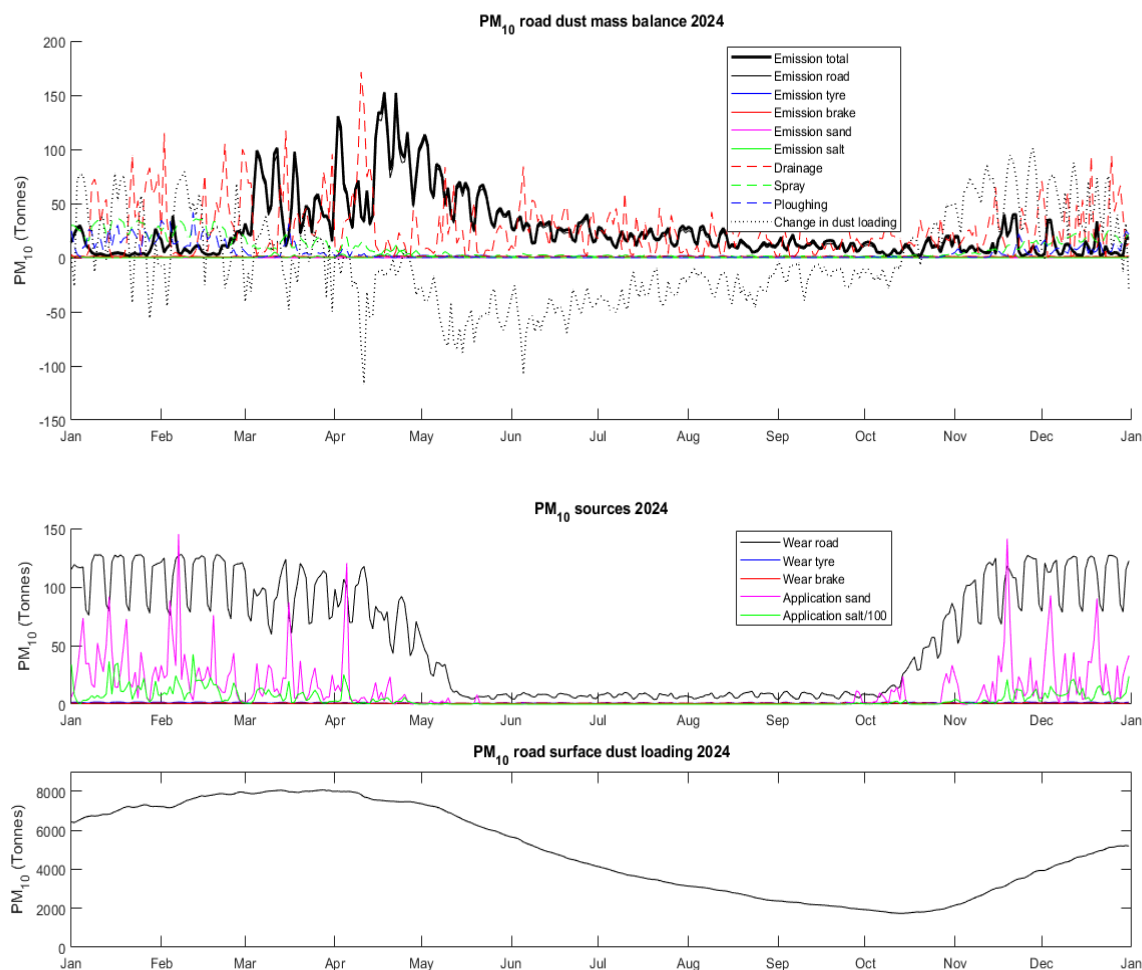 PM10 road dust mass balance 2024
PM10 (Tonnes)
200
150
100
50
0
-50
-100
-150
Emission total
Emission road
Emission tyre
Emission brake
Emission sand
Emission salt
Drainage
Spray
Ploughing
Change in dust loading
Jan Feb Mar Apr May Jun Jul Aug Sep Oct Nov Dec Jan
PM10 sources 2024
PM10 (Tonnes)
150
100
50
0
Wear road
Wear tyre
Wear brake
Application sand
Application salt/100
Jan Feb Mar Apr May Jun Jul Aug Sep Oct Nov Dec Jan
PM10 road surface dust loading 2024
PM10 (Tonnes)
8000
6000
4000
2000
0
Jan Feb Mar Apr May Jun Jul Aug Sep Oct Nov Dec Jan